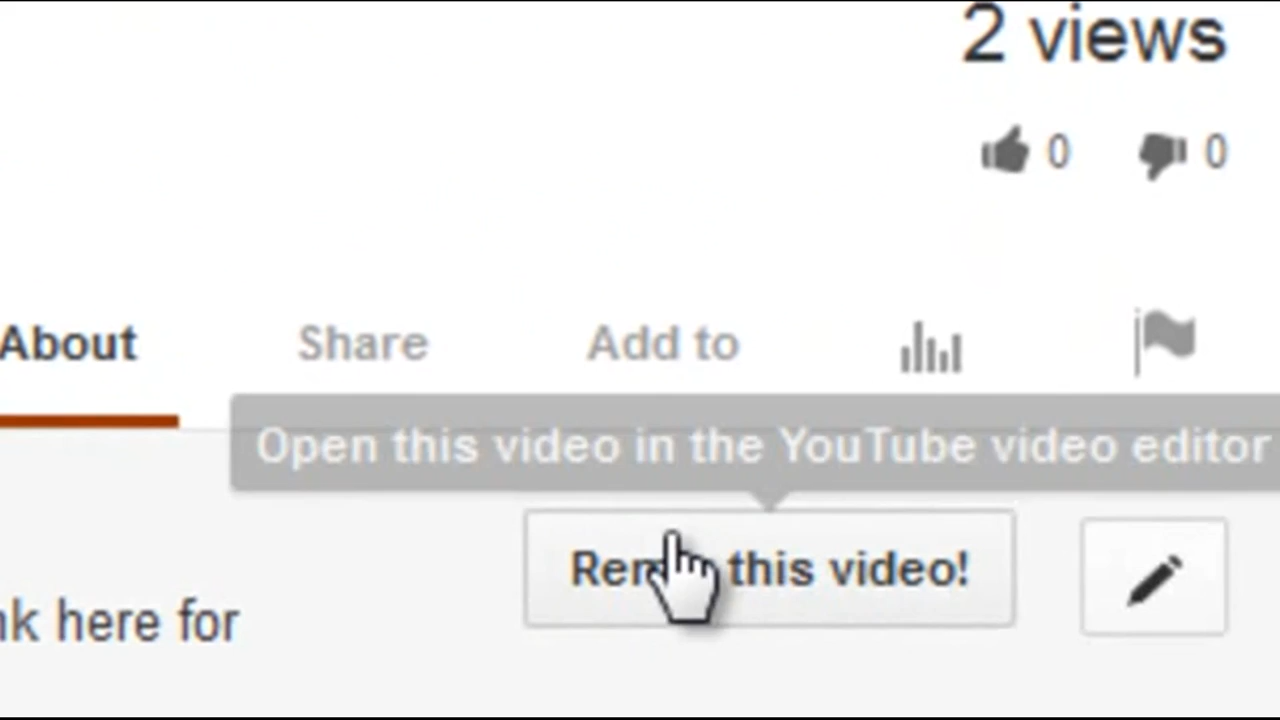 2 views
0 0
About Share Add to
Open this video in the YouTube video editor
this video!
here for